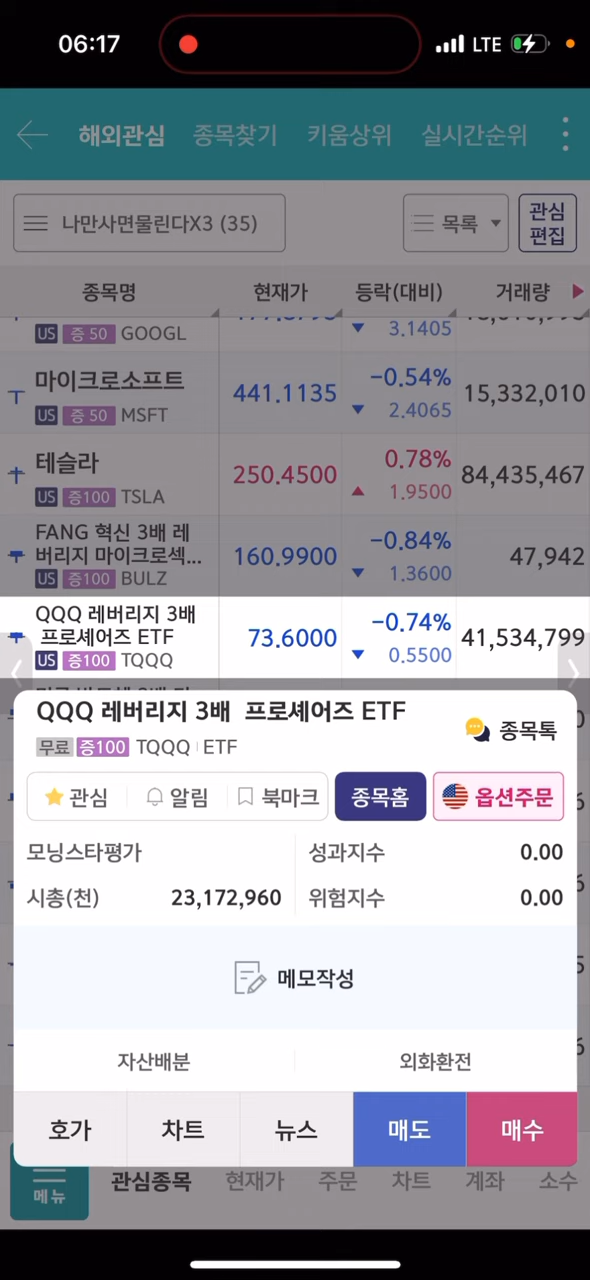 06:17
LTE
해외관심 종목찾기 키움상위 실시간순위
나만사면물린다X3 (35) 목록 관심 편집
종목명 현재가 등락(대비) 거래량
US 증 50 GOOGL 3.1405
마이크로소프트 441.1135 -0.54% 15,332,010
US 증 50 MSFT 2.4065
테슬라 250.4500 0.78% 84,435,467
US 증100 TSLA 1.9500
FANG 혁신 3배 레
버리지 마이크로섹... 160.9900 -0.84% 47,942
US 증100 BULZ 1.3600
QQQ 레버리지 3배
프로셰어즈 ETF 73.6000 -0.74% 41,534,799
US 증100 TQQQ 0.5500
QQQ 레버리지 3배 프로셰어즈 ETF
무료 증100 TQQQ ETF 종목톡
관심 알림 북마크 종목홈 옵션주문
모닝스타평가 성과지수 0.00
시총(천) 23,172,960 위험지수 0.00
메모작성
자산배분 외화환전
호가 차트 뉴스 매도 매수
메뉴 관심종목 현재가 주문 차트 계좌 소수